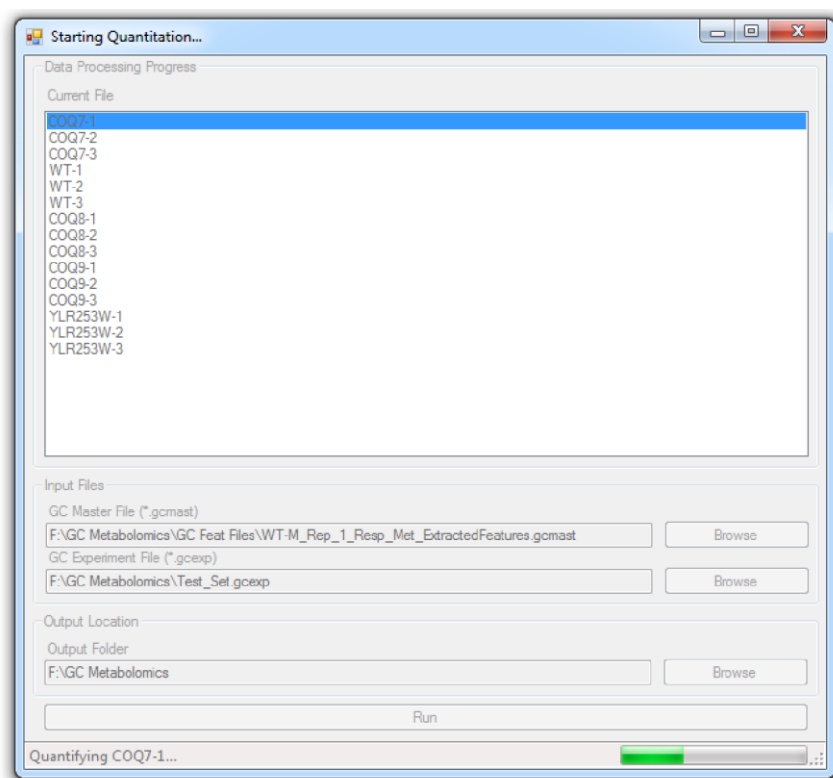 Starting Quantitation...
Data Processing Progress
Current File
COQ7-1
COQ7-2
COQ7-3
WT-1
WT-2
WT-3
COQ8-1
COQ8-2
COQ8-3
COQ9-1
COQ9-2
COQ9-3
YLR253W-1
YLR253W-2
YLR253W-3
Input Files
GC Master File (*.gcmast)
F:\GC Metabolomics\GC Feat Files\WT-M_Rep_1_Resp_Met_ExtractedFeatures.gcmast Browse
GC Experiment File (*.gcexp)
F:\GC Metabolomics\Test_Set.gcexp Browse
Output Location
Output Folder
F:\GC Metabolomics Browse
Run
Quantifying COQ7-1...